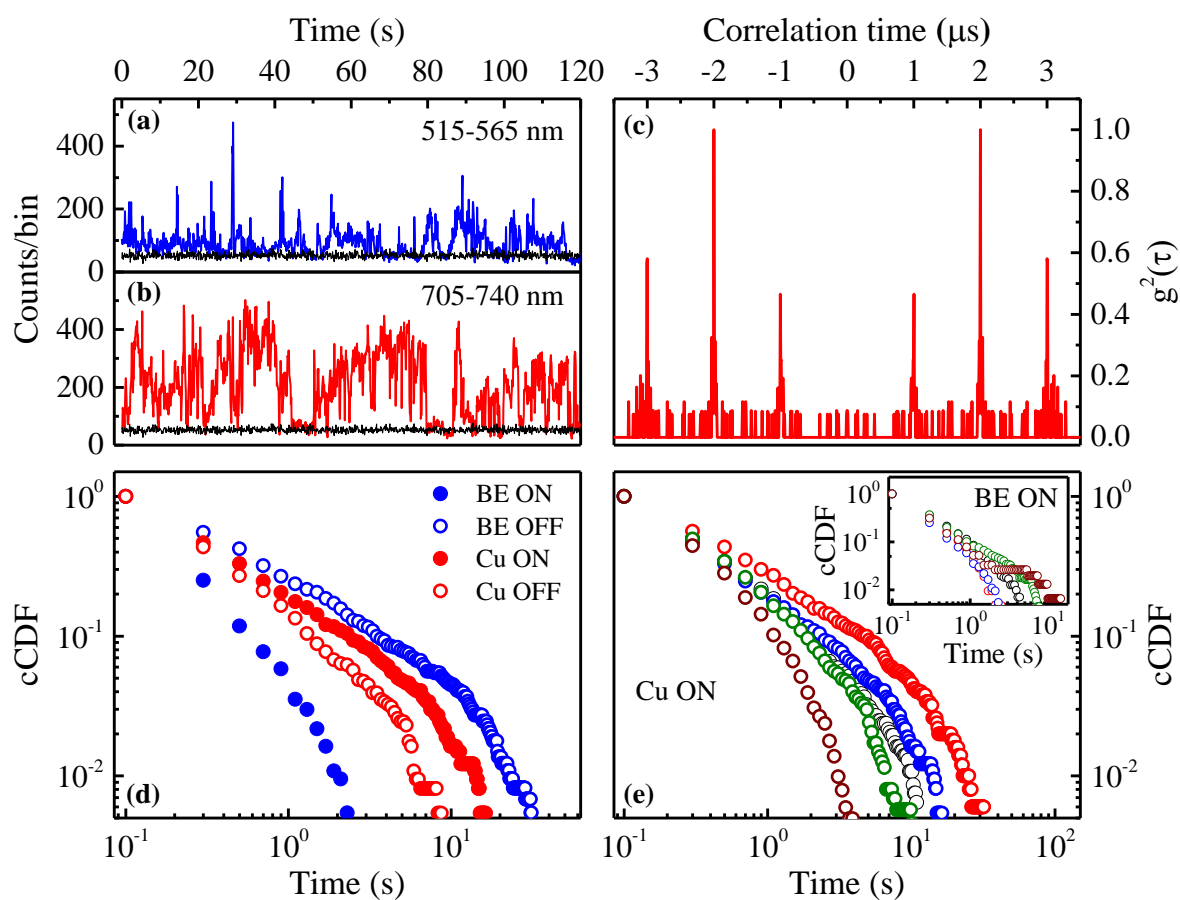 Time (s)
0 20 40 60 80 100 120
Correlation time (μs)
-3 -2 -1 0 1 2 3
(a)
515-565 nm
400
200
0
(b)
705-740 nm
400
200
0
Counts/bin
(c)
1.0
0.8
0.6
0.4
0.2
0.0
g²(τ)
10⁰
10⁻¹
10⁻²
cCDF
BE ON
BE OFF
Cu ON
Cu OFF
(d)
10⁻¹ 10⁰ 10¹
Time (s)
Cu ON
(e)
BE ON
10⁰
10⁻¹
10⁻²
cCDF
10⁻¹ 10⁰ 10¹
Time (s)
10⁰
10⁻¹
10⁻²
cCDF
10⁻¹ 10⁰ 10¹ 10²
Time (s)